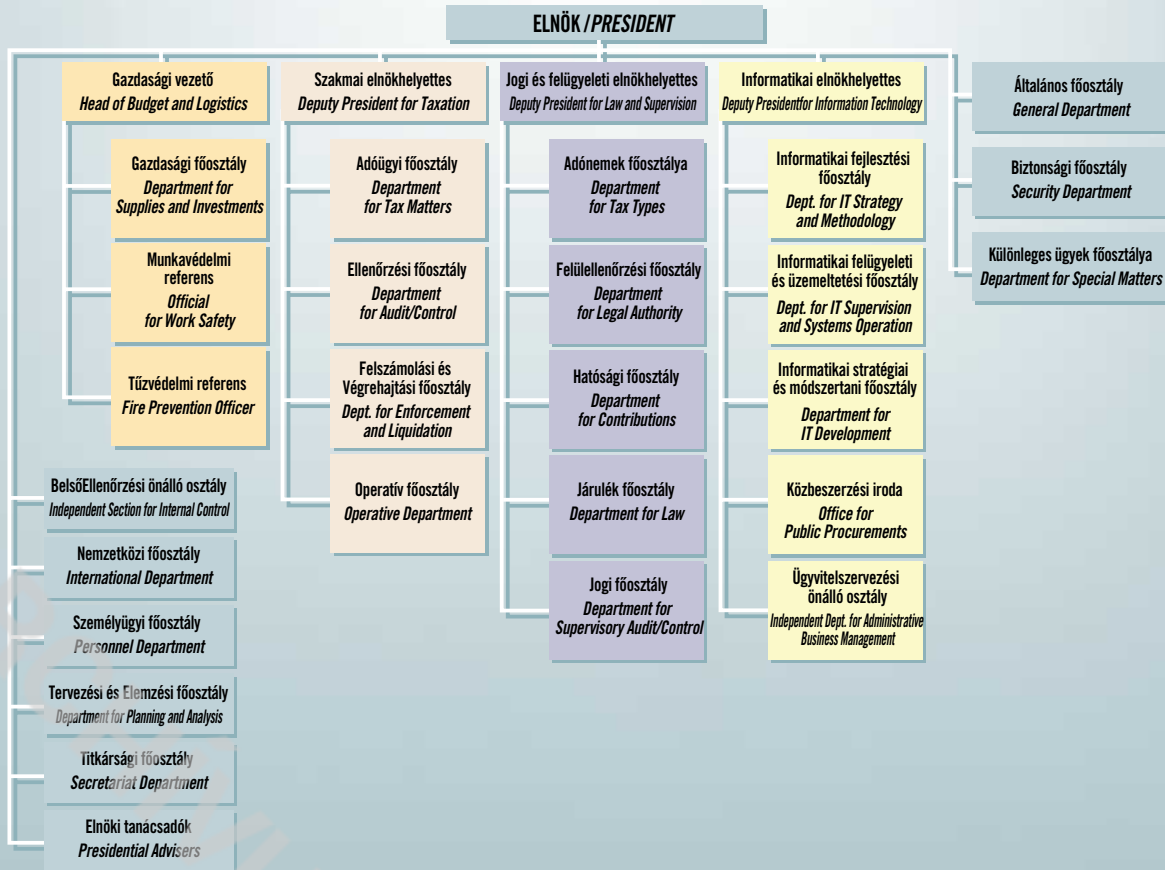 ELNÖK / PRESIDENT
Gazdasági vezető
Head of Budget and Logistics
Gazdasági főosztály
Department for
Supplies and Investments
Munkavédelmi
referens
Official
for Work Safety
Tűzvédelmi referens
Fire Prevention Officer
Szakmai elnökhelyettes
Deputy President for Taxation
Adóügyi főosztály
Department
for Tax Matters
Ellenőrzési főosztály
Department
for Audit/Control
Felszámolási és
Végrehajtási főosztály
Dept. for Enforcement
and Liquidation
Operatív főosztály
Operative Department
Jogi és felügyeleti elnökhelyettes
Deputy President for Law and Supervision
Adónemek főosztálya
Department
for Tax Types
Felülellenőrzési főosztály
Department
for Legal Authority
Hatósági főosztály
Department
for Contributions
Járulék főosztály
Department for Law
Jogi főosztály
Department for
Supervisory Audit/Control
Informatikai elnökhelyettes
Deputy Presidentfor Information Technology
Informatikai fejlesztési
főosztály
Dept. for IT Strategy
and Methodology
Informatikai felügyeleti
és üzemeltetési főosztály
Dept. for IT Supervision
and Systems Operation
Informatikai stratégiai
és módszertani főosztály
Department for
IT Development
Közbeszerzési iroda
Office for
Public Procurements
Ügyvitelszervezési
önálló osztály
Independent Dept. for Administrative
Business Management
Általános főosztály
General Department
Biztonsági főosztály
Security Department
Különleges ügyek főosztálya
Department for Special Matters
BelsőEllenőrzési önálló osztály
Independent Section for Internal Control
Nemzetközi főosztály
International Department
Személyügyi főosztály
Personnel Department
Tervezési és Elemzési főosztály
Department for Planning and Analysis
Titkársági főosztály
Secretariat Department
Elnöki tanácsadók
Presidential Advisers